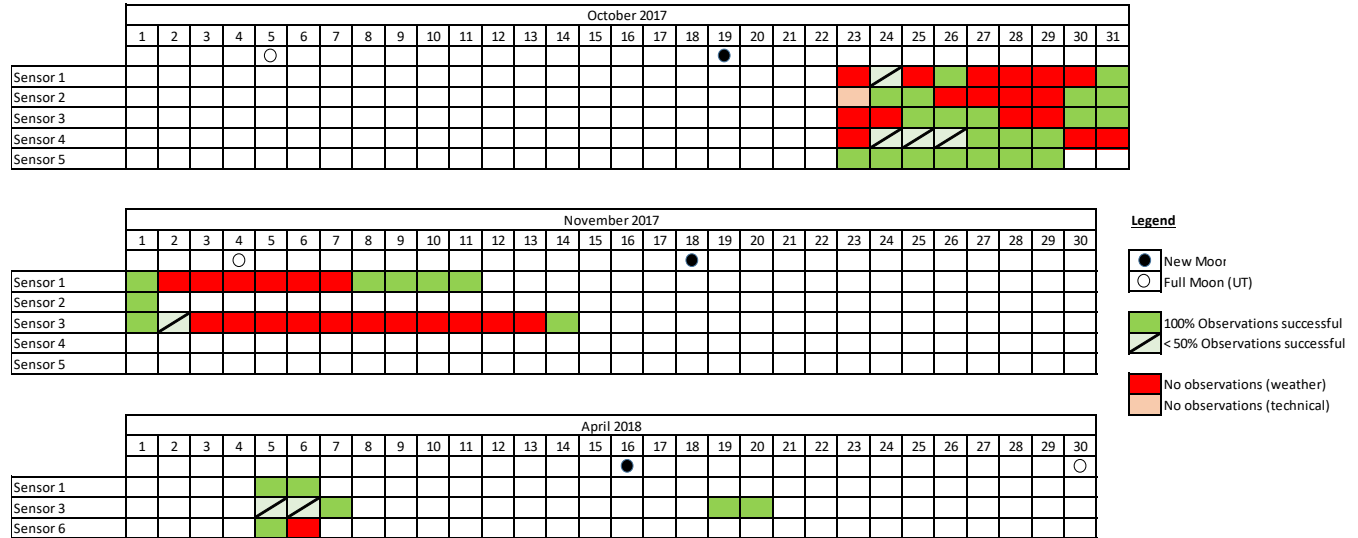 October 2017
1 2 3 4 5 6 7 8 9 10 11 12 13 14 15 16 17 18 19 20 21 22 23 24 25 26 27 28 29 30 31
Sensor 1
Sensor 2
Sensor 3
Sensor 4
Sensor 5
November 2017
1 2 3 4 5 6 7 8 9 10 11 12 13 14 15 16 17 18 19 20 21 22 23 24 25 26 27 28 29 30
Sensor 1
Sensor 2
Sensor 3
Sensor 4
Sensor 5
Legend
New Moor
Full Moon (UT)
100% Observations successful
< 50% Observations successful
No observations (weather)
No observations (technical)
April 2018
1 2 3 4 5 6 7 8 9 10 11 12 13 14 15 16 17 18 19 20 21 22 23 24 25 26 27 28 29 30
Sensor 1
Sensor 3
Sensor 6